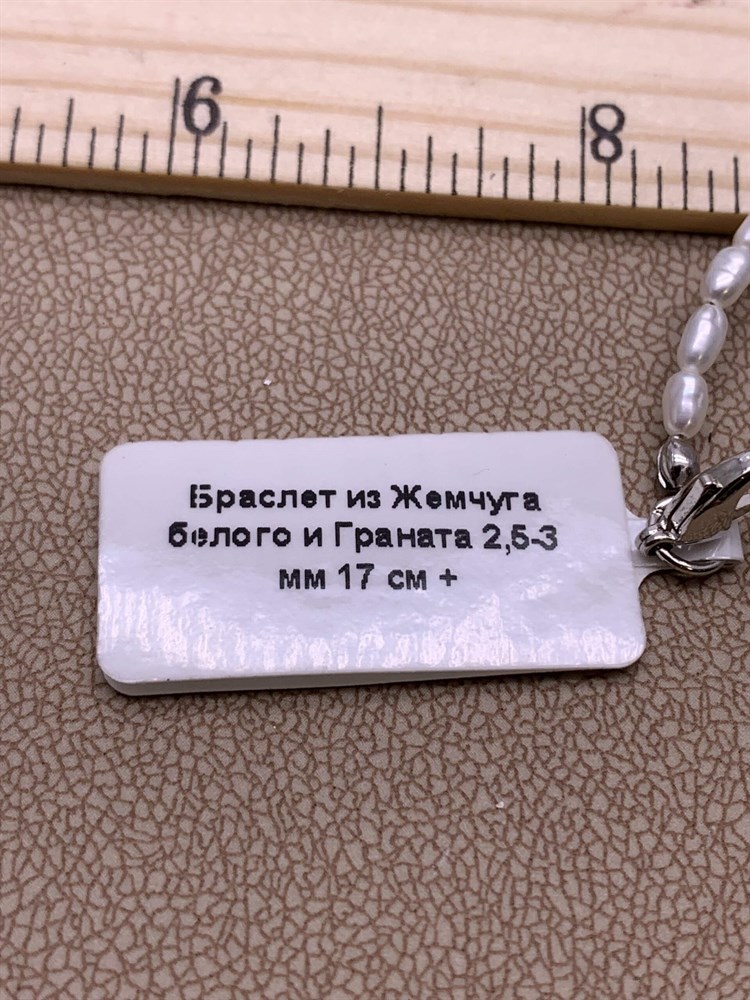 6 8
Браслет из Жемчуга
белого и Граната 2,5-3
мм 17 см +